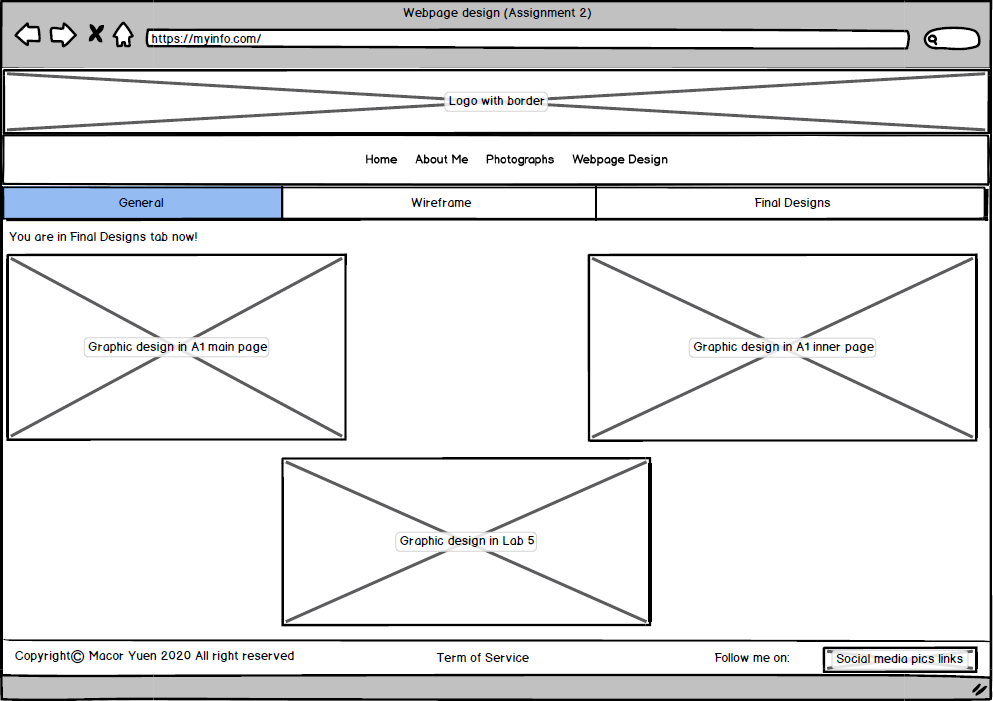 Webpage design (Assignment 2)
https://myinfo.com/
Logo with border
Home About Me Photographs Webpage Design
General Wireframe Final Designs
You are in Final Designs tab now!
Graphic design in A1 main page Graphic design in A1 inner page
Graphic design in Lab 5
Copyright© Macor Yuen 2020 All right reserved Term of Service Follow me on: Social media pics links